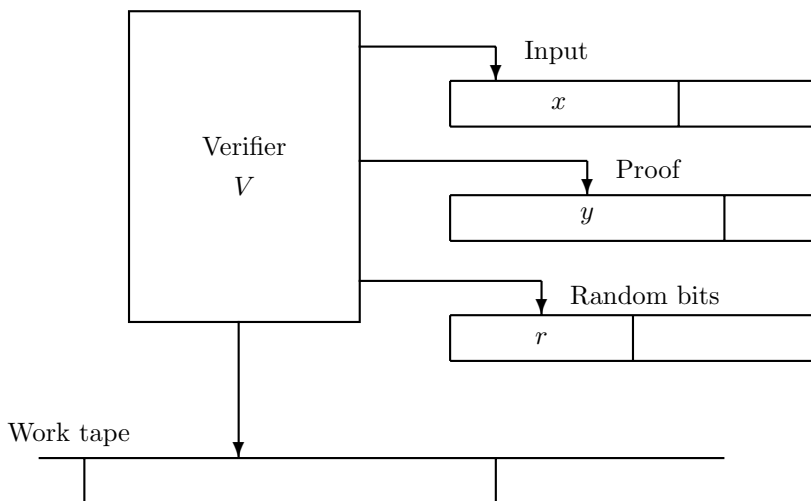 Input
x
Verifier
V
Proof
y
Random bits
r
Work tape